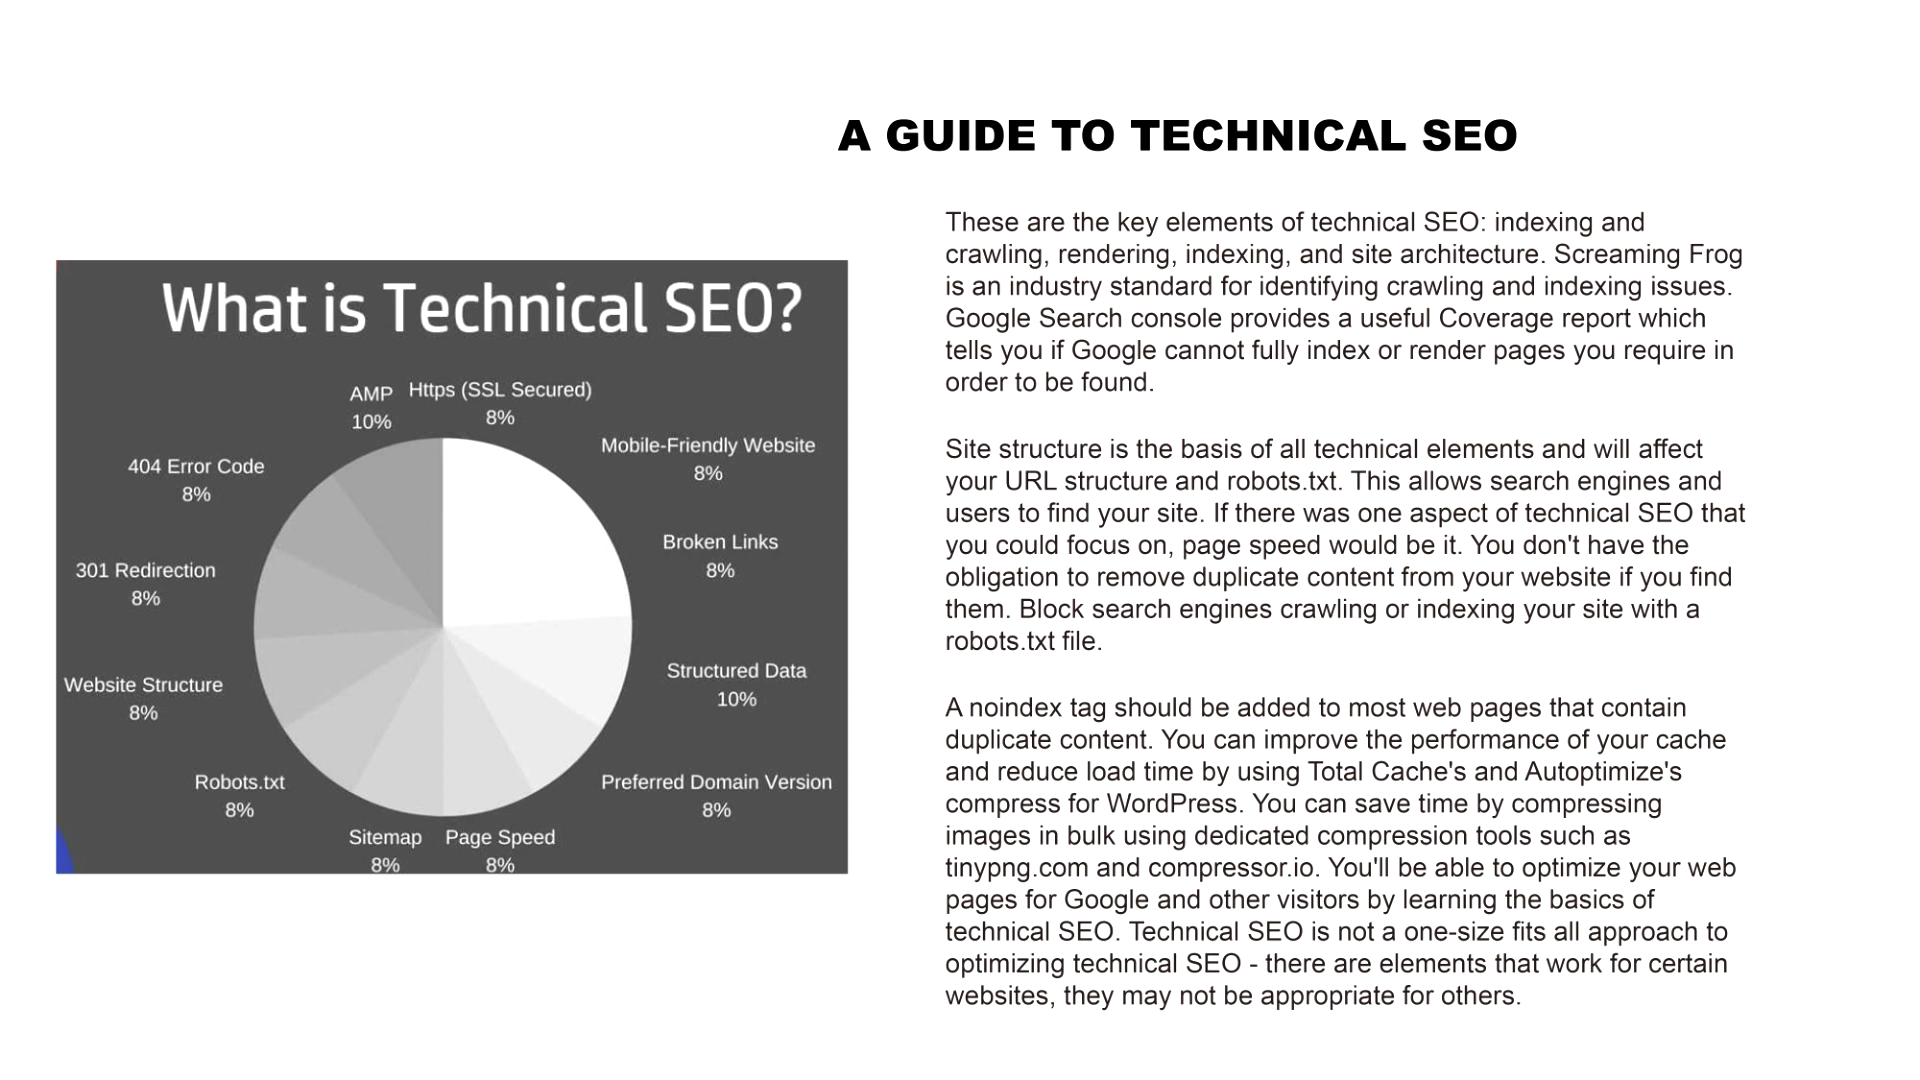 A GUIDE TO TECHNICAL SEO
What is Technical SEO?
AMP
10%
Https (SSL Secured)
8%
Mobile-Friendly Website
8%
Broken Links
8%
Structured Data
10%
Preferred Domain Version
8%
Page Speed
8%
Sitemap
8%
Robots.txt
8%
Website Structure
8%
301 Redirection
8%
404 Error Code
8%
These are the key elements of technical SEO: indexing and
crawling, rendering, indexing, and site architecture. Screaming Frog
is an industry standard for identifying crawling and indexing issues.
Google Search console provides a useful Coverage report which
tells you if Google cannot fully index or render pages you require in
order to be found.
Site structure is the basis of all technical elements and will affect
your URL structure and robots.txt. This allows search engines and
users to find your site. If there was one aspect of technical SEO that
you could focus on, page speed would be it. You don't have the
obligation to remove duplicate content from your website if you find
them. Block search engines crawling or indexing your site with a
robots.txt file.
A noindex tag should be added to most web pages that contain
duplicate content. You can improve the performance of your cache
and reduce load time by using Total Cache's and Autoptimize's
compress for WordPress. You can save time by compressing
images in bulk using dedicated compression tools such as
tinypng.com and compressor.io. You'll be able to optimize your web
pages for Google and other visitors by learning the basics of
technical SEO. Technical SEO is not a one-size fits all approach to
optimizing technical SEO - there are elements that work for certain
websites, they may not be appropriate for others.